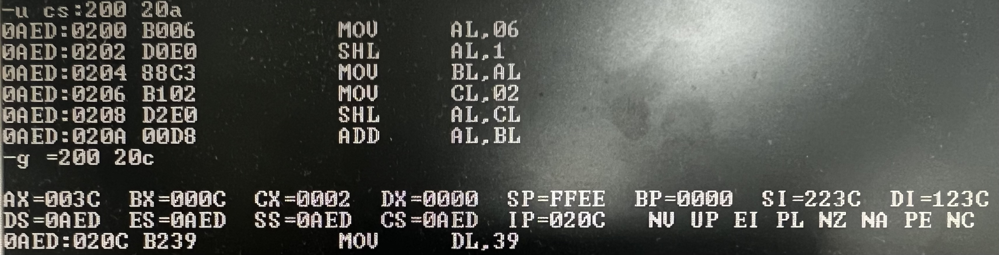 -u cs:200 20a
0AED:0200 B006 MOV AL,06
0AED:0202 D0E0 SHL AL,1
0AED:0204 88C3 MOV BL,AL
0AED:0206 B102 MOV CL,02
0AED:0208 D2E0 SHL AL,CL
0AED:020A 00D8 ADD AL,BL
-g =200 20c
AX=003C BX=000C CX=0002 DX=0000 SP=FFEE BP=0000 SI=223C DI=123C
DS=0AED ES=0AED SS=0AED CS=0AED IP=020C NV UP EI PL NZ NA PE NC
0AED:020C B239 MOV DL,39